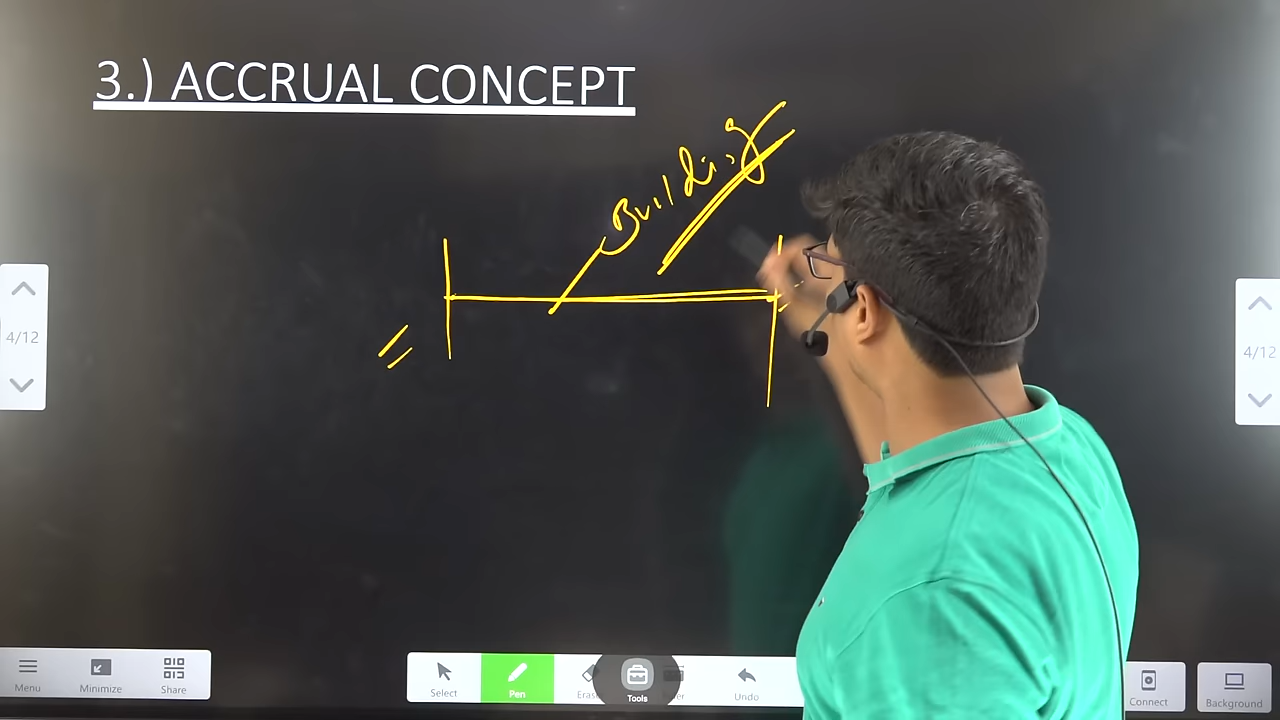 3.) ACCRUAL CONCEPT
Building
4/12
4/12
Menu
Minimize
Share
Select
Pen
Tools
Undo
Connect
Background